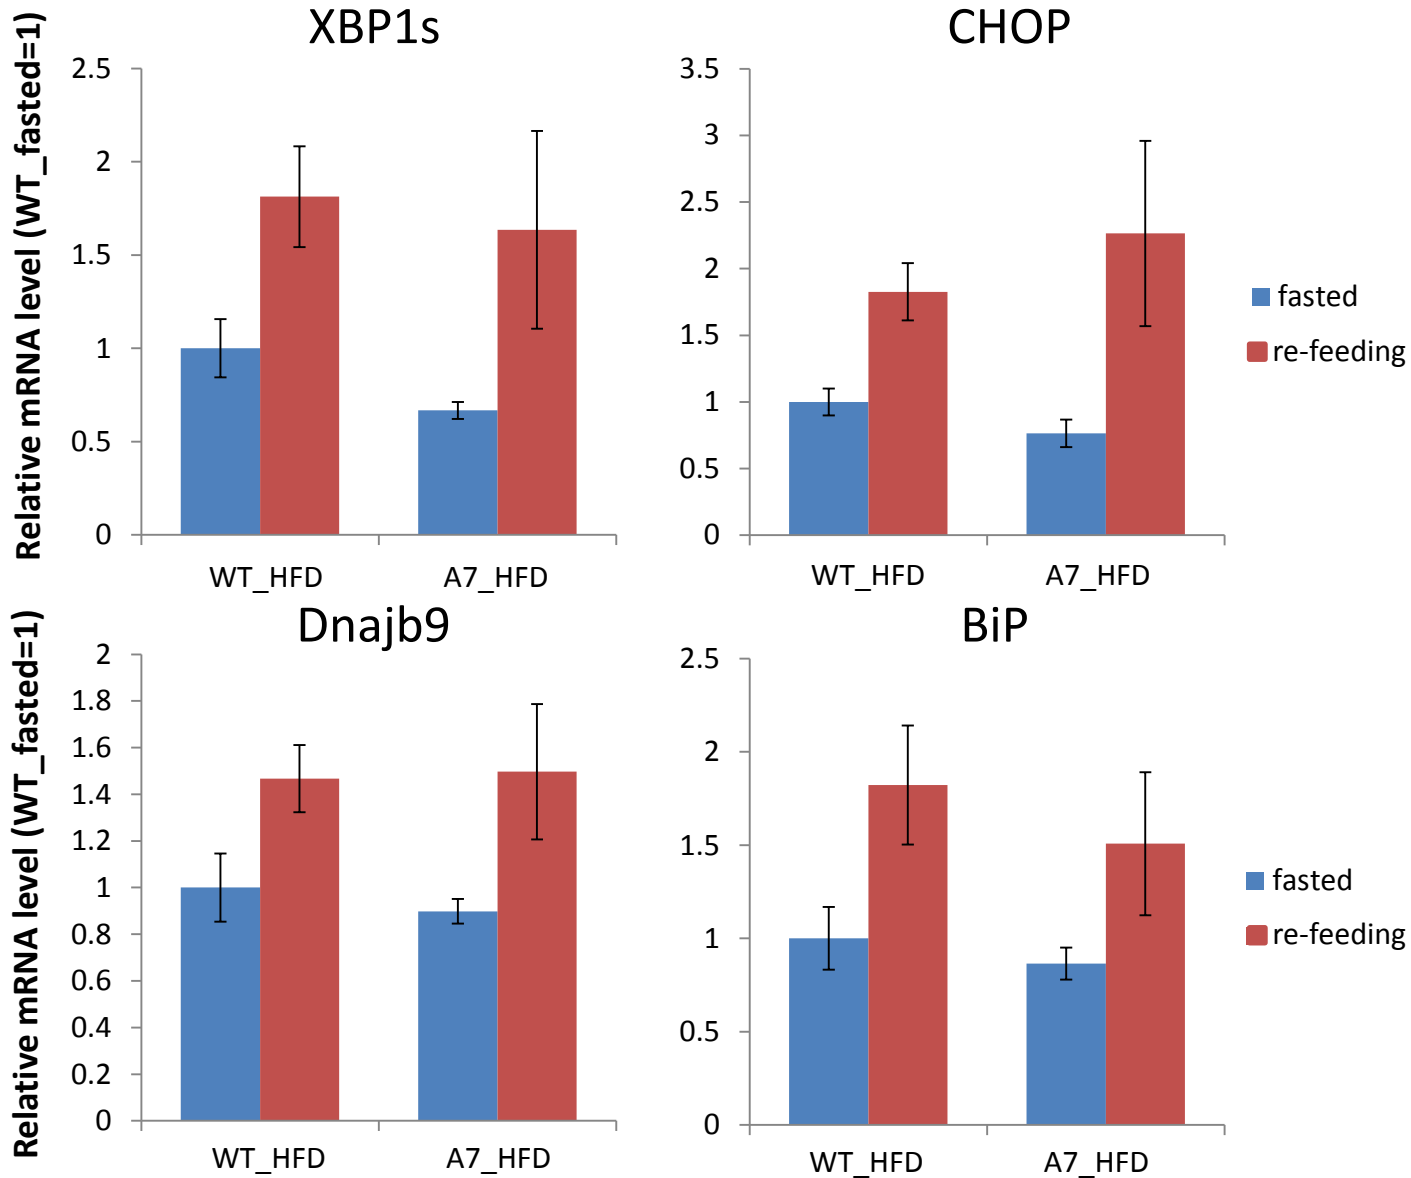 XBP1s
Relative mRNA level (WT_fasted=1)
2.5
2
1.5
1
0.5
0
WT_HFD
A7_HFD
CHOP
3.5
3
2.5
2
1.5
1
0.5
0
WT_HFD
A7_HFD
fasted
re-feeding
Dnajb9
Relative mRNA level (WT_fasted=1)
2
1.8
1.6
1.4
1.2
1
0.8
0.6
0.4
0.2
0
WT_HFD
A7_HFD
BiP
2.5
2
1.5
1
0.5
0
WT_HFD
A7_HFD
fasted
re-feeding